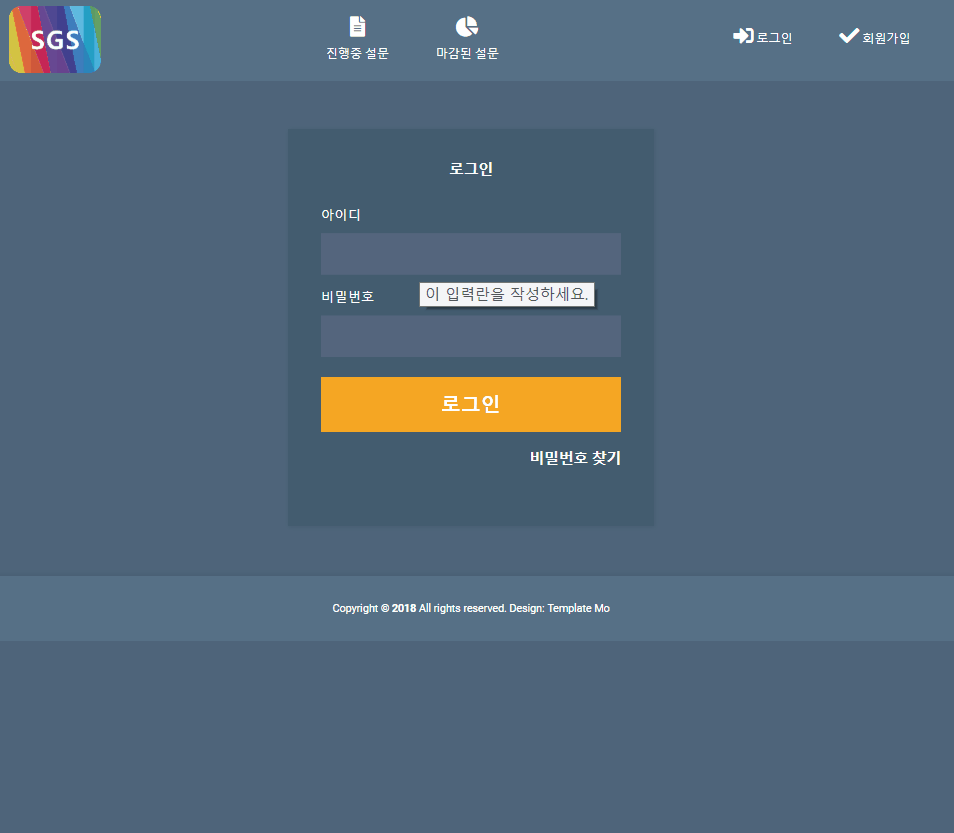 SGS
진행중 설문
마감된 설문
로그인
회원가입
로그인
아이디
비밀번호
이 입력란을 작성하세요.
로그인
비밀번호 찾기
Copyright © 2018 All rights reserved. Design: Template Mo